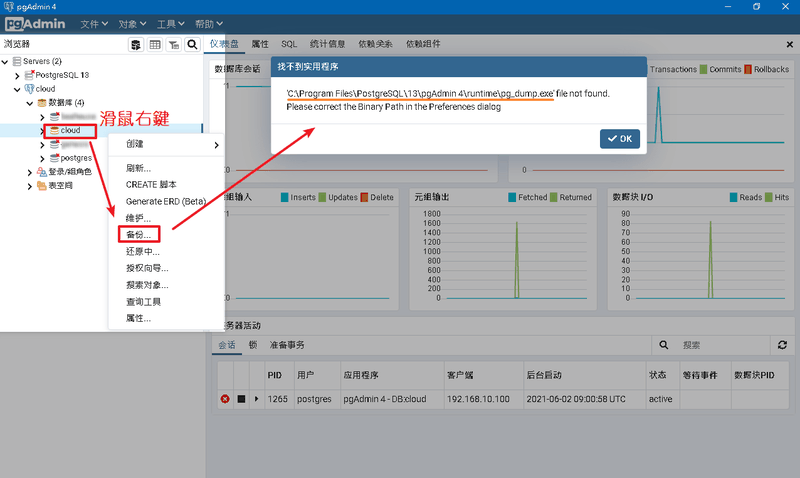 pgAdmin 4
pgAdmin 文件 对象 工具 帮助
浏览器
仪表盘 属性 SQL 统计信息 依赖关系 依赖组件
Servers (2)
PostgreSQL 13
cloud
数据库 (4)
cloud
postgres
登录/组角色
表空间
滑鼠右鍵
创建
刷新...
CREATE 脚本
Generate ERD (Beta)
维护...
备份...
还原中...
授权向导...
搜索对象...
查询工具
属性...
数据库会话
Transactions Commits Rollbacks
找不到实用程序
'C:\Program Files\PostgreSQL\13\pgAdmin 4\runtime\pg_dump.exe' file not found.
Please correct the Binary Path in the Preferences dialog
OK
组输入
Inserts Updates Delete
元组输出
Fetched Returned
1800
1600
1400
1200
1000
800
600
400
200
0
数据块 I/O
Reads Hits
90
80
70
60
50
40
30
20
10
0
务器活动
会话 锁 准备事务
搜索
PID 用户 应用程序 客户端 后台启动 状态 等待事件 数据块PID
1265 postgres pgAdmin 4 - DB:cloud 192.168.10.100 2021-06-02 09:00:58 UTC active